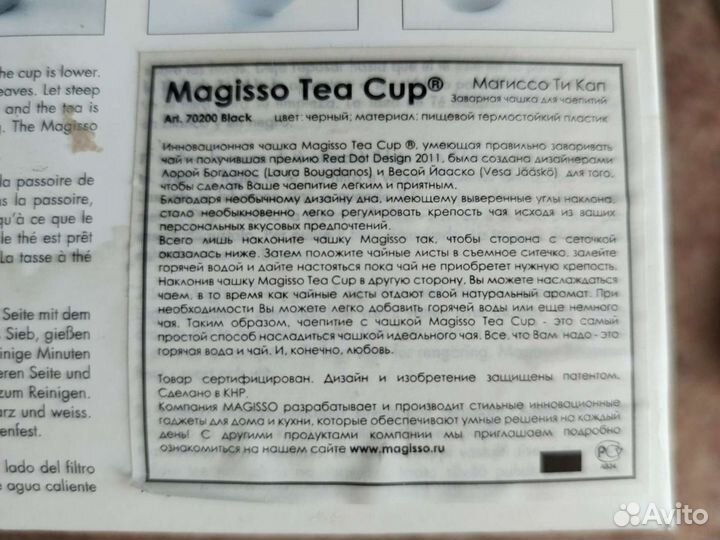 he cup is lower.
eaves. Let steep
and the tea is
g. The Magisso
la passoire de
s la passoire,
qu'à ce que le
le thé est prêt
La tasse à thé
Seite mit dem
Sieb, gießen
inige Minuten
eren Seite und
zum Reinigen.
arz und weiss.
enfest.
lado del filtro
e agua caliente
Magisso Tea Cup® Магиссо Ти Кап
Заварная чашка для чаепитий
Art. 70200 Black цвет: черный; материал: пищевой термостойкий пластик
Инновационная чашка Magisso Tea Cup ®, умеющая правильно заваривать
чай и получившая премию Red Dot Design 2011, была создана дизайнерами
Лорой Богданос (Laura Bougdanos) и Весой Йааско (Vesa Jääskö) для того,
чтобы сделать Ваше чаепитие легким и приятным.
Благодаря необычному дизайну дна, имеющему выверенные углы наклона,
стало необыкновенно легко регулировать крепость чая исходя из ваших
персональных вкусовых предпочтений.
Всего лишь наклоните чашку Magisso так, чтобы сторона с сеточкой
оказалась ниже. Затем положите чайные листы в съемное ситечко, залейте
горячей водой и дайте настояться пока чай не приобретет нужную крепость.
Наклонив чашку Magisso Tea Cup в другую сторону, Вы можете наслаждаться
чаем, в то время как чайные листы отдают свой натуральный аромат. При
необходимости Вы можете легко добавить горячей воды или еще немного
чая. Таким образом, чаепитие с чашкой Magisso Tea Cup - это самый
простой способ насладиться чашкой идеального чая. Все, что Вам надо - это
горячая вода и чай. И, конечно, любовь.
Товар сертифицирован. Дизайн и изобретение защищены патентом.
Сделано в КНР.
Компания MAGISSO разрабатывает и производит стильные инновационные
гаджеты для дома и кухни, которые обеспечивают умные решения на каждый
день! С другими продуктами компании мы приглашаем подробно
ознакомиться на нашем сайте www.magisso.ru
Avito